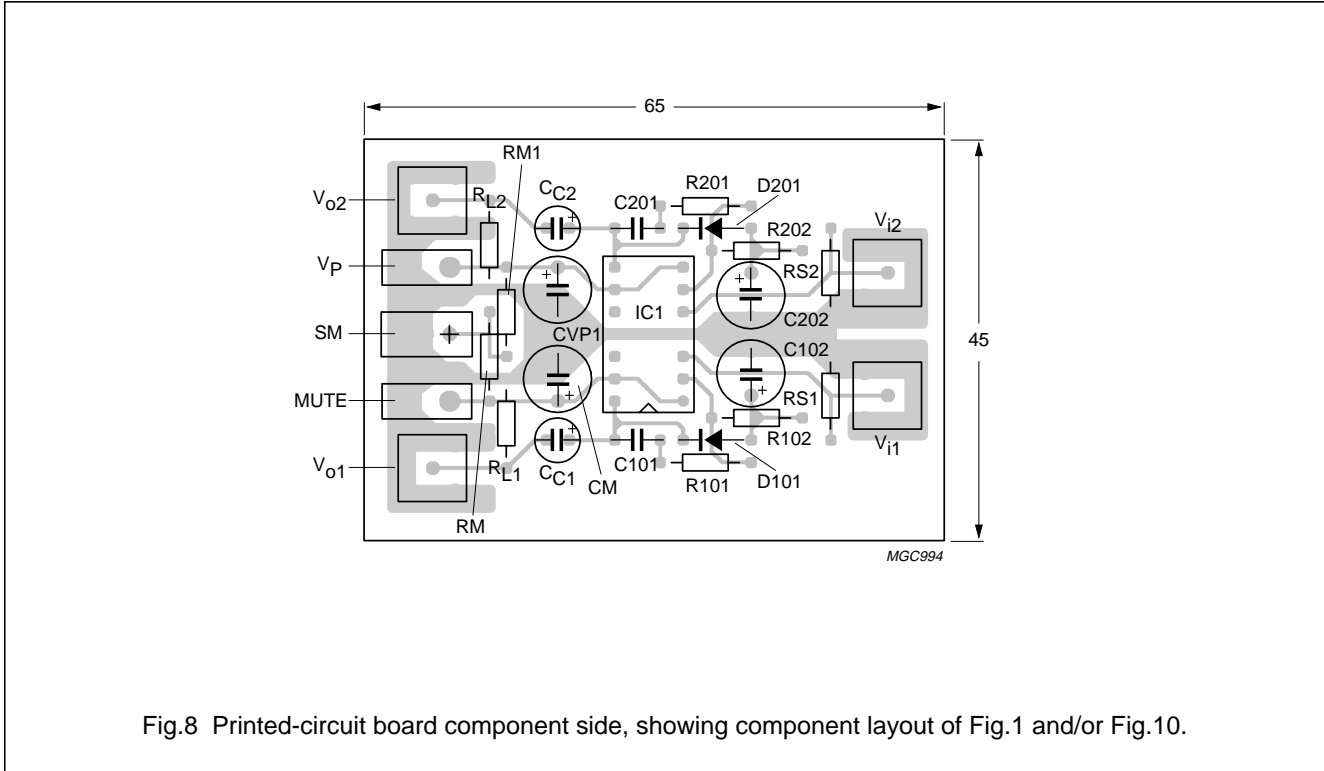 65
RM1
R201 D201
Vo2 RL2 CC2 C201
R202 Vi2
VP RS2
IC1
SM CVP1 C202
45
C102
MUTE RS1
R102 Vi1
Vo1 RL1 CC1 C101 D101
CM R101
RM
MGC994
Fig.8 Printed-circuit board component side, showing component layout of Fig.1 and/or Fig.10.